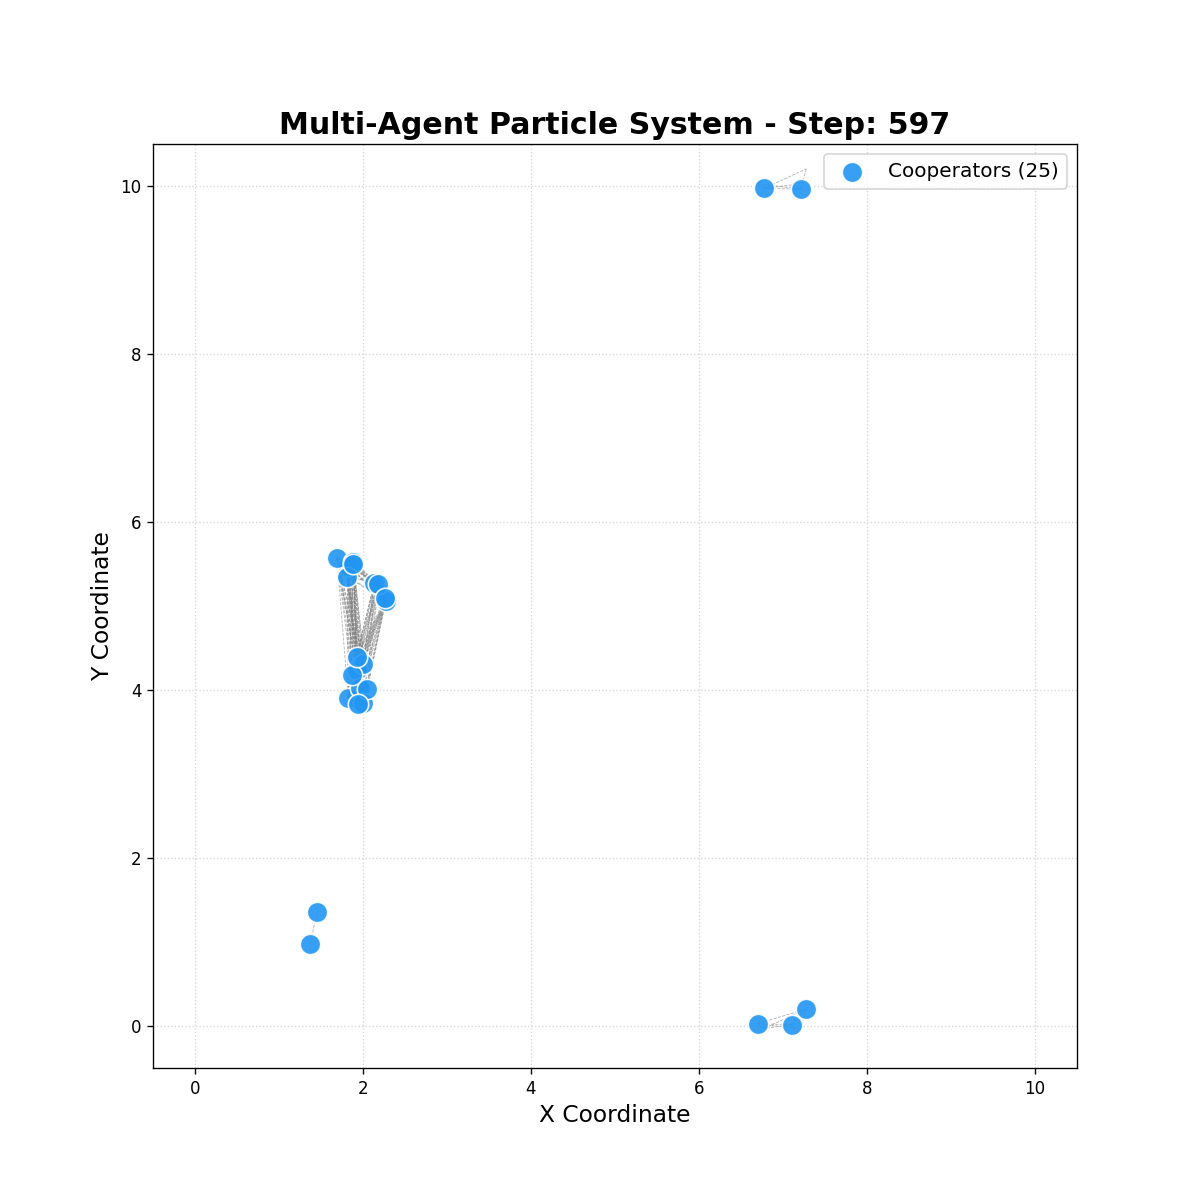 Multi-Agent Particle System - Step: 597
Cooperators (25)
10
8
6
4
2
0
Y Coordinate
0 2 4 6 8 10
X Coordinate